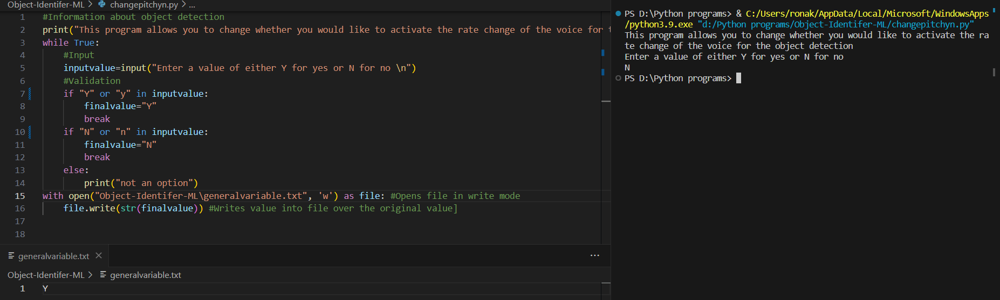 Object-Identifer-ML > changepitchyn.py > ...
1 #Information about object detection
2 print("This program allows you to change whether you would like to activate the rate change of the voice for t
3 while True:
4 #Input
5 inputvalue=input("Enter a value of either Y for yes or N for no \n")
6 #Validation
7 if "Y" or "y" in inputvalue:
8 finalvalue="Y"
9 break
10 if "N" or "n" in inputvalue:
11 finalvalue="N"
12 break
13 else:
14 print("not an option")
15 with open("Object-Identifer-ML\generalvariable.txt", 'w') as file: #Opens file in write mode
16 file.write(str(finalvalue)) #Writes value into file over the original value]
17
18
generalvariable.txt ×
...
Object-Identifer-ML > generalvariable.txt
1 Y
PS D:\Python programs> & C:/Users/ronak/AppData/Local/Microsoft/WindowsApps
/python3.9.exe "d:/Python programs/Object-Identifer-ML/changepitchyn.py"
This program allows you to change whether you would like to activate the ra
te change of the voice for the object detection
Enter a value of either Y for yes or N for no
N
PS D:\Python programs>